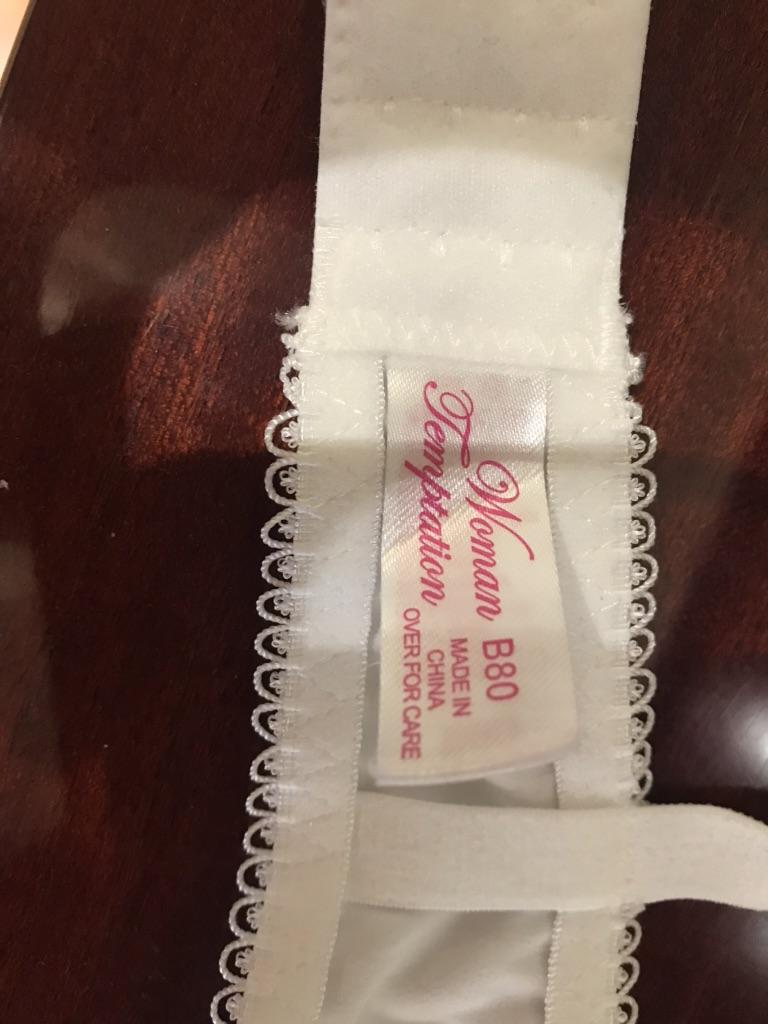 Woman
Temptation
B80
MADE IN
CHINA
OVER FOR CARE